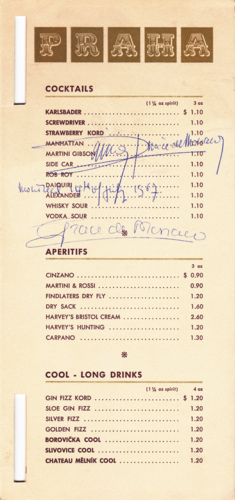 PRAHA
COCKTAILS
(1 ¼ oz spirit) 3 oz
KARLSBADER $ 1.10
SCREWDRIVER 1.10
STRAWBERRY KORD 1.10
MANHATTAN 1.10
MARTINI GIBSON 1.10
SIDE CAR 1.10
ROB ROY 1.10
DAIQUIRI 1.10
ALEXANDER 1.10
1967
WHISKY SOUR 1.10
VODKA SOUR 1.10
Grace de Monaco
APERITIFS
3 oz
CINZANO $ 0.90
MARTINI & ROSSI 0.90
FINDLATERS DRY FLY 1.20
DRY SACK 1.60
HARVEY'S BRISTOL CREAM 2.60
HARVEY'S HUNTING 1.20
CARPANO 1.30
COOL - LONG DRINKS
(1 ¼ oz spirit) 4 oz
GIN FIZZ KORD $ 1.20
SLOE GIN FIZZ 1.20
SILVER FIZZ 1.20
GOLDEN FIZZ 1.20
BOROVIČKA COOL 1.20
SLIVOVICE COOL 1.20
CHATEAU MĚLNÍK COOL 1.20